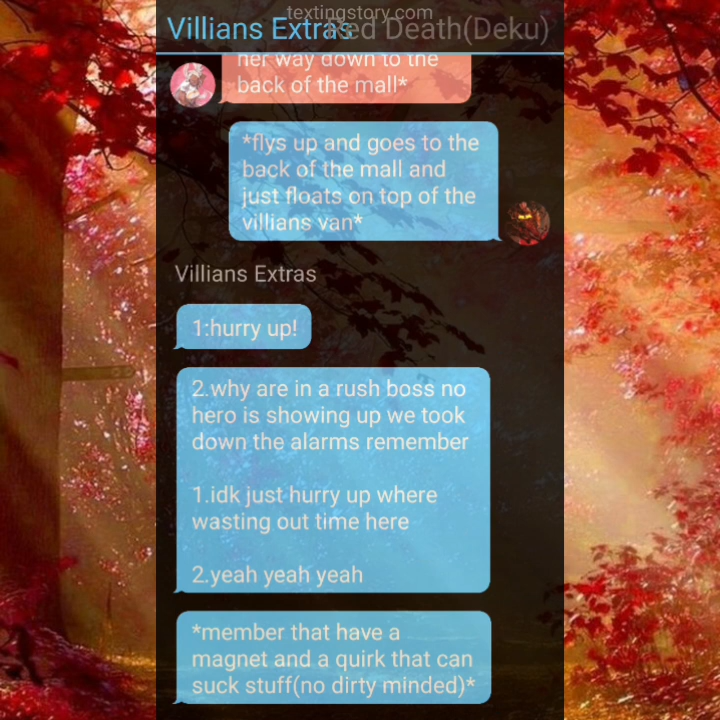 textingstory.com
Villians Extras
Red Death(Deku)
her way down to the
back of the mall*
*flys up and goes to the
back of the mall and
just floats on top of the
villians van*
Villians Extras
1:hurry up!
2.why are in a rush boss no
hero is showing up we took
down the alarms remember
1.idk just hurry up where
wasting out time here
2.yeah yeah yeah
*member that have a
magnet and a quirk that can
suck stuff(no dirty minded)*